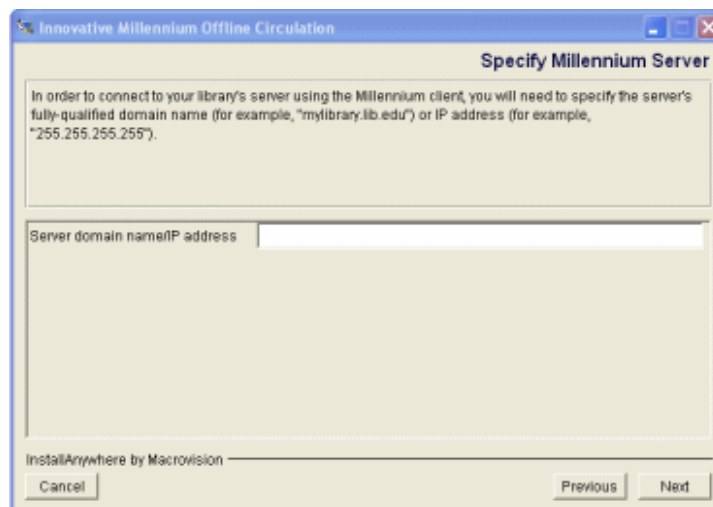 Innovative Millennium Offline Circulation
Specify Millennium Server
In order to connect to your library's server using the Millennium client, you will need to specify the server's
fully-qualified domain name (for example, "mylibrary.lib.edu") or IP address (for example,
"255.255.255.255").
Server domain name/IP address
InstallAnywhere by Macrovision
Cancel
Previous
Next